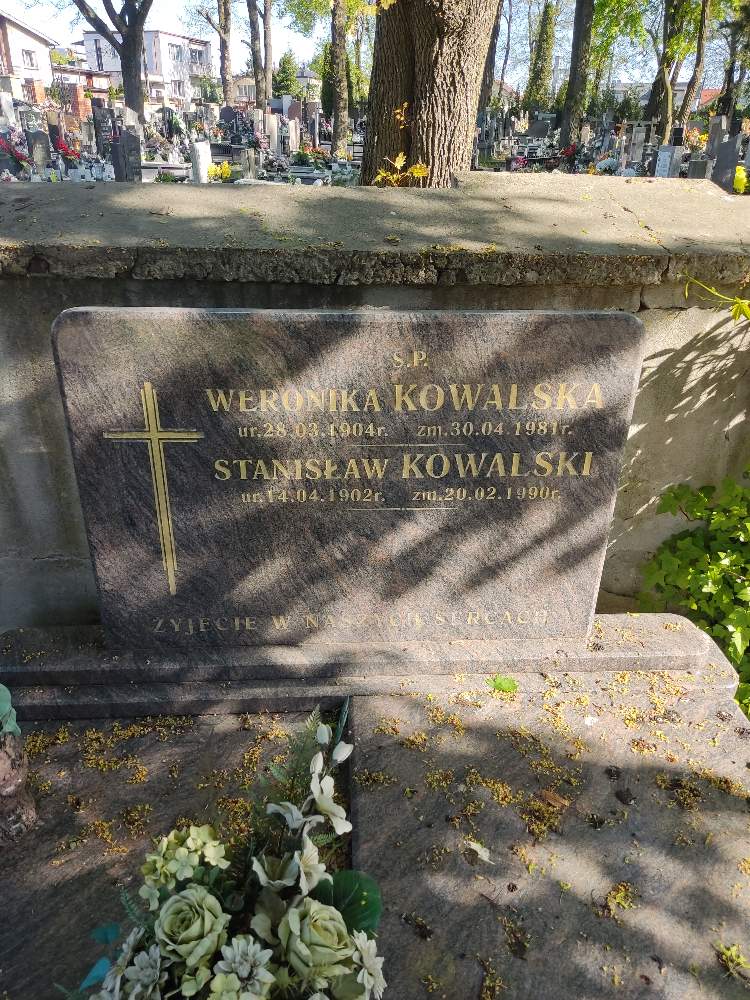 Ś.P.
WERONIKA KOWALSKA
ur.28.03.1904r. zm.30.04.1981r.
STANISŁAW KOWALSKI
ur.14.04.1902r. zm.20.02.1990r.
ŻYJECIE W NASZYCH SERCACH